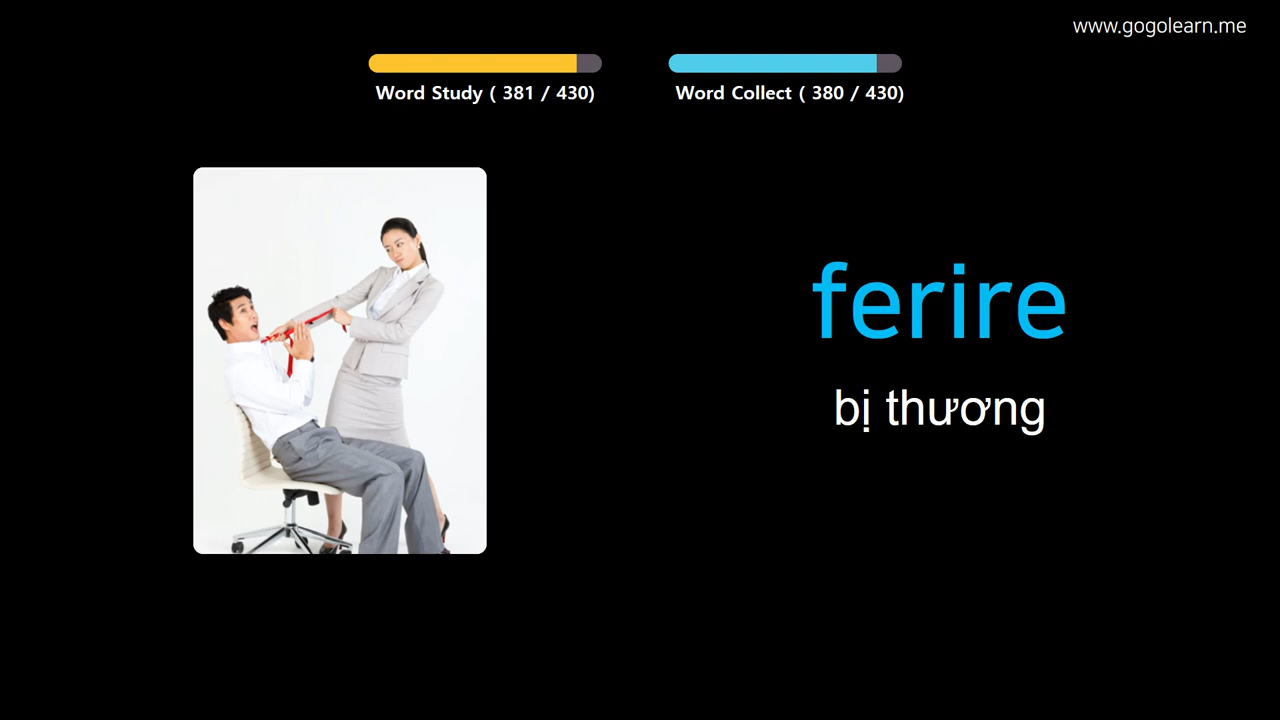 www.gogolearn.me
Word Study ( 381 / 430)
Word Collect ( 380 / 430)
ferire
bị thương